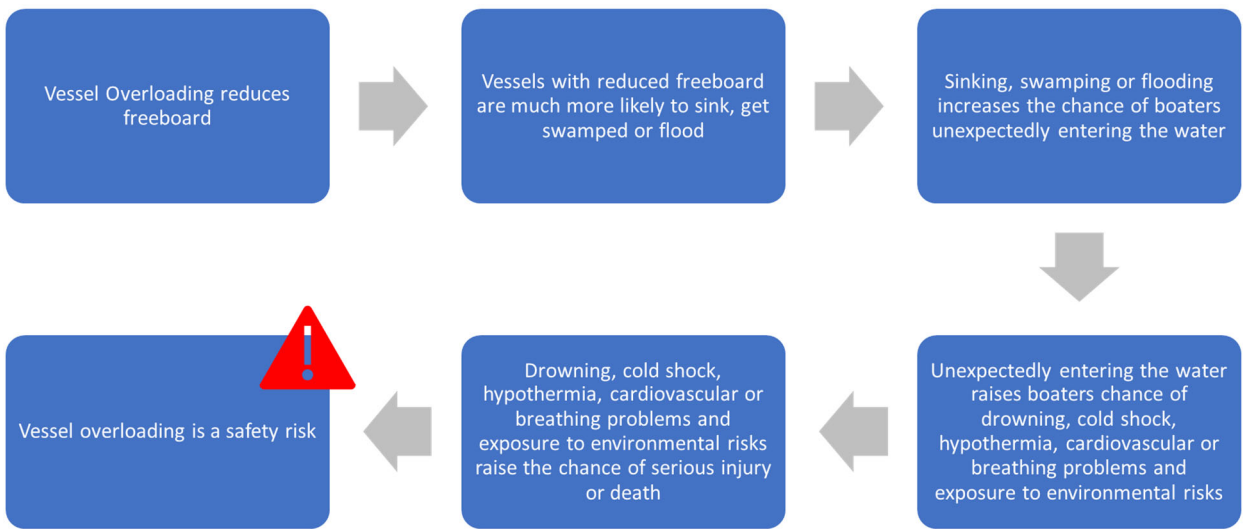 Vessel Overloading reduces
freeboard
Vessels with reduced freeboard
are much more likely to sink, get
swamped or flood
Sinking, swamping or flooding
increases the chance of boaters
unexpectedly entering the water
Unexpectedly entering the water
raises boaters chance of
drowning, cold shock,
hypothermia, cardiovascular or
breathing problems and
exposure to environmental risks
Drowning, cold shock,
hypothermia, cardiovascular or
breathing problems and
exposure to environmental risks
raise the chance of serious injury
or death
Vessel overloading is a safety risk